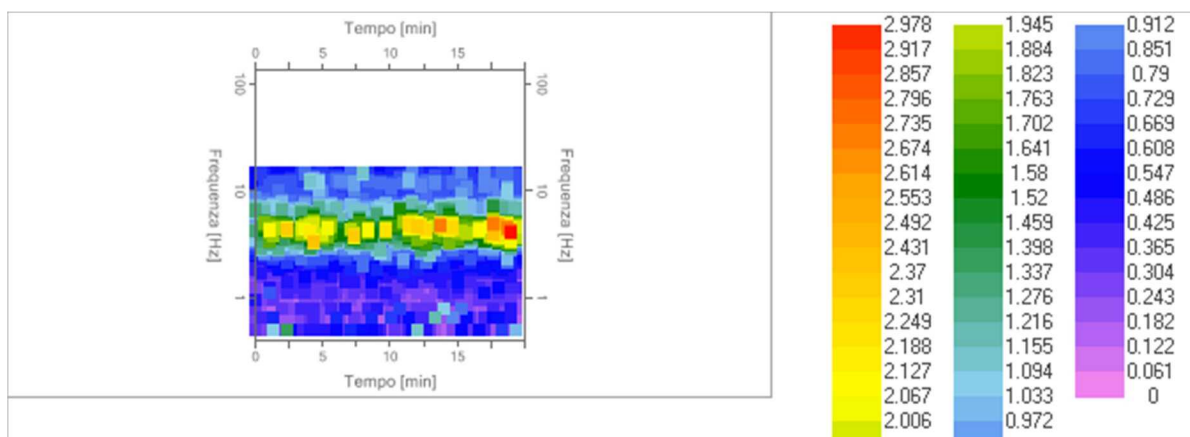 Tempo [min]
0 5 10 15
100 100
Frequenza [Hz] Frequenza [Hz]
10 10
1 1
0 5 10 15
Tempo [min]
2.978 1.945 0.912
2.917 1.884 0.851
2.857 1.823 0.79
2.796 1.763 0.729
2.735 1.702 0.669
2.674 1.641 0.608
2.614 1.58 0.547
2.553 1.52 0.486
2.492 1.459 0.425
2.431 1.398 0.365
2.37 1.337 0.304
2.31 1.276 0.243
2.249 1.216 0.182
2.188 1.155 0.122
2.127 1.094 0.061
2.067 1.033 0
2.006 0.972